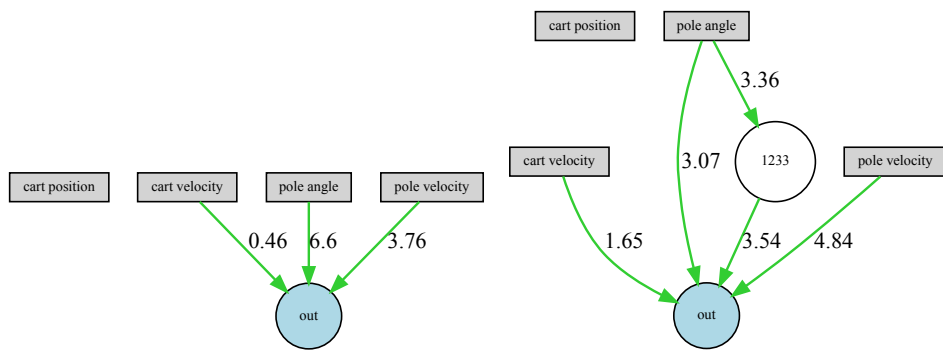 cart position
cart velocity
pole angle
pole velocity
0.46
6.6
3.76
out
cart position
pole angle
3.36
cart velocity
3.07
1233
pole velocity
1.65
3.54
4.84
out